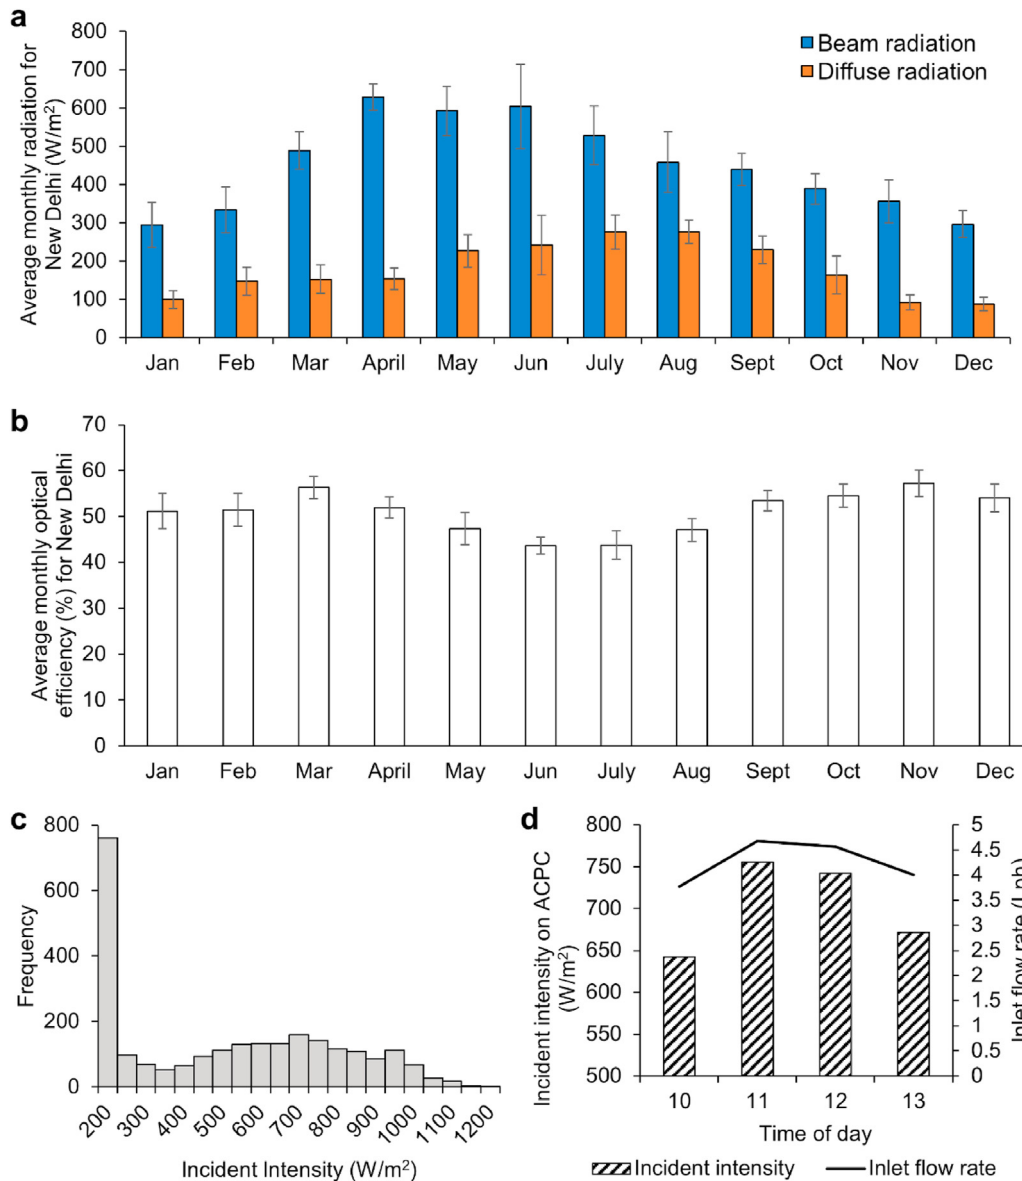 a
Average monthly radiation for
New Delhi (W/m²)
800
700
600
500
400
300
200
100
0
Beam radiation
Diffuse radiation
Jan Feb Mar April May Jun July Aug Sept Oct Nov Dec
b
Average monthly optical
efficiency (%) for New Delhi
70
60
50
40
30
20
10
0
Jan Feb Mar April May Jun July Aug Sept Oct Nov Dec
c
Frequency
800
600
400
200
0
200 300 400 500 600 700 800 900 1000 1100 1200
Incident Intensity (W/m²)
d
Incident intensity on ACPC
(W/m²)
800
750
700
650
600
550
500
5
4.5
4
3.5
3
2.5
2
1.5
1
0.5
0
Inlet flow rate (Lph)
10 11 12 13
Time of day
Incident intensity Inlet flow rate